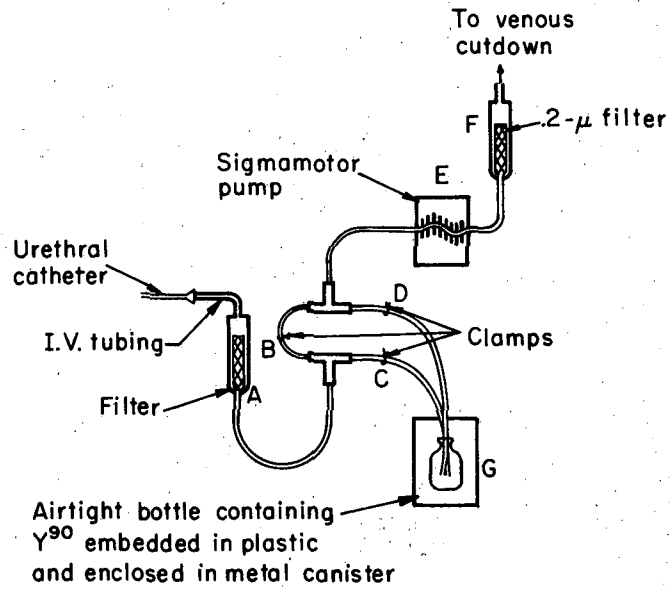 To venous
cutdown
F
.2-μ filter
Sigmamotor
pump
E
Urethral
catheter
I.V. tubing
D
B
Clamps
C
A
Filter
G
Airtight bottle containing
Y⁹⁰ embedded in plastic
and enclosed in metal canister